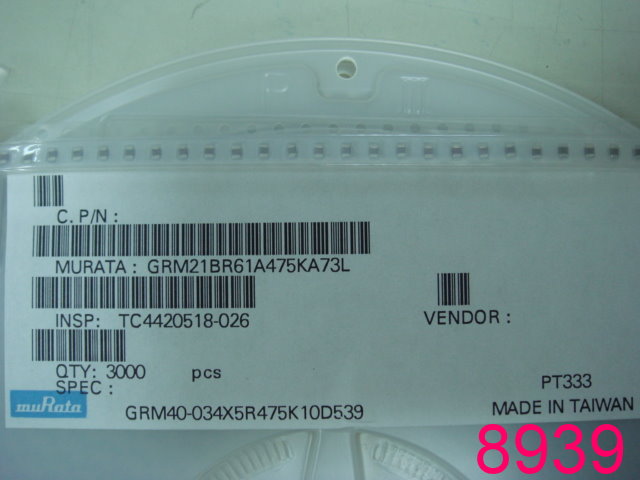 C. P/N :
MURATA : GRM21BR61A475KA73L
INSP: TC4420518-026
VENDOR :
QTY: 3000 pcs
SPEC :
PT333
muRata
GRM40-034X5R475K10D539
MADE IN TAIWAN
8939